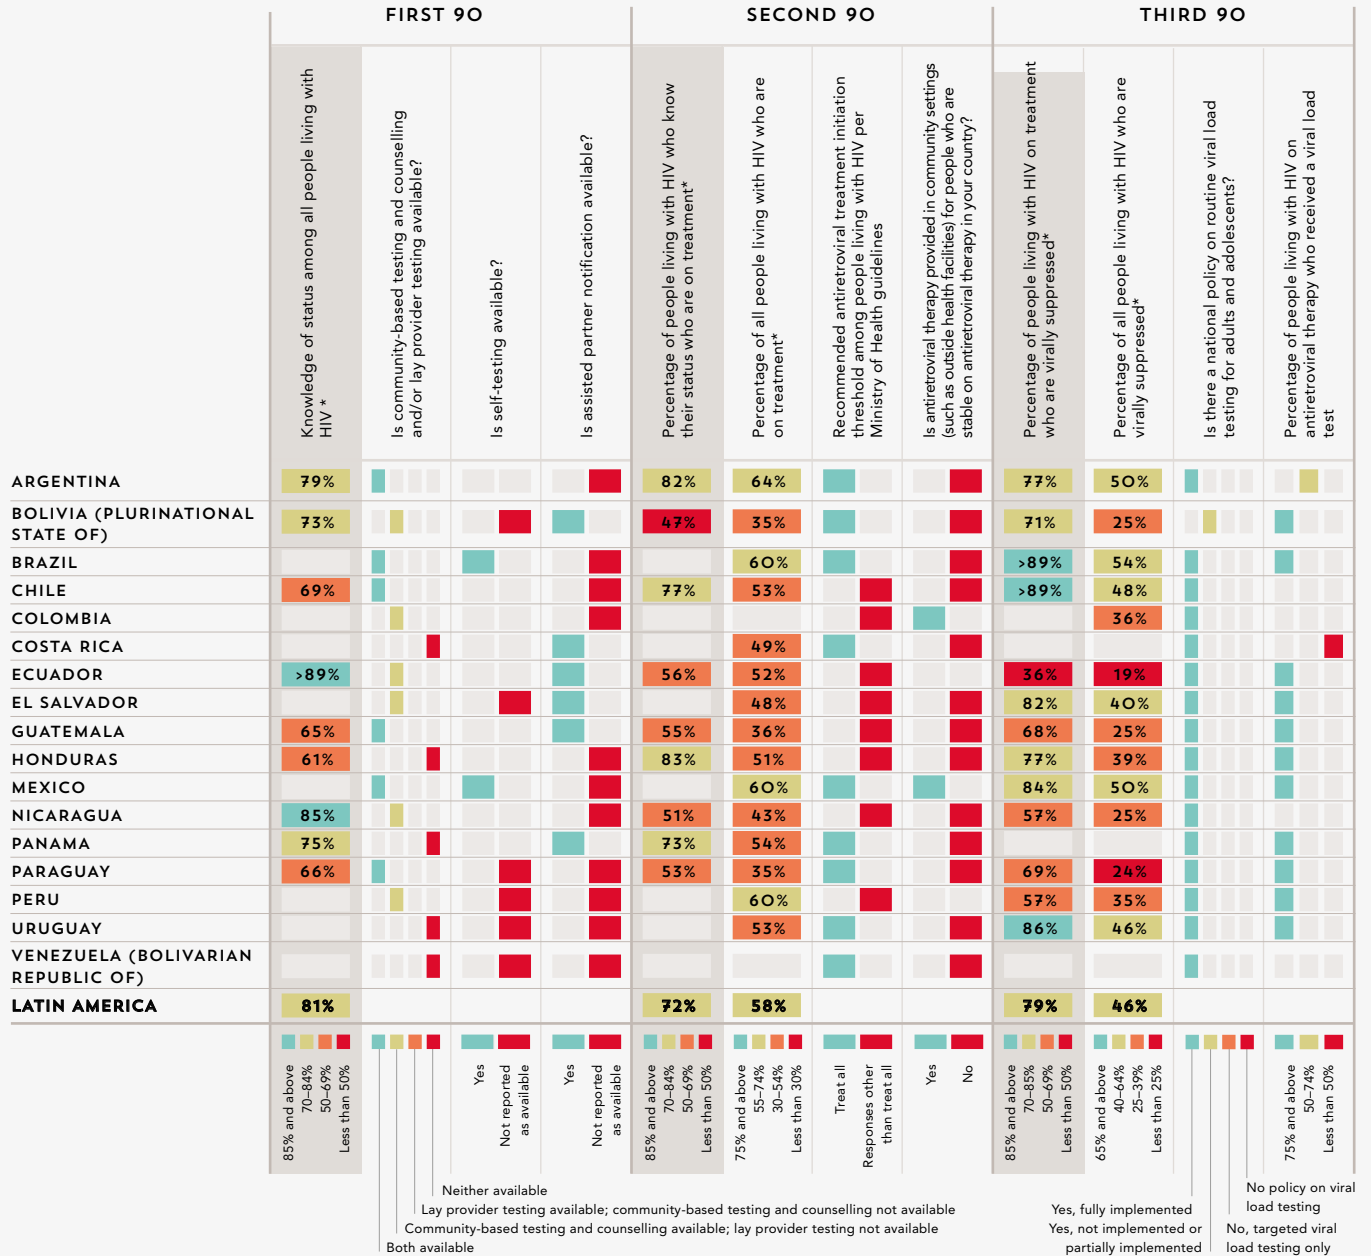 FIRST 90
SECOND 90
THIRD 90
Knowledge of status among all people living with
HIV *
Is community-based testing and counselling
and/or lay provider testing available?
Is self-testing available?
Is assisted partner notification available?
Percentage of people living with HIV who know
their status who are on treatment*
Percentage of all people living with HIV who are
on treatment*
Recommended antiretroviral treatment initiation
threshold among people living with HIV per
Ministry of Health guidelines
Is antiretroviral therapy provided in community settings
(such as outside health facilities) for people who are
stable on antiretroviral therapy in your country?
Percentage of people living with HIV on treatment
who are virally suppressed*
Percentage of all people living with HIV who are
virally suppressed*
Is there a national policy on routine viral load
testing for adults and adolescents?
Percentage of people living with HIV on
antiretroviral therapy who received a viral load
test
ARGENTINA 79% 82% 64% 77% 50%
BOLIVIA (PLURINATIONAL
STATE OF) 73% 47% 35% 71% 25%
BRAZIL 60% >89% 54%
CHILE 69% 77% 53% >89% 48%
COLOMBIA 36%
COSTA RICA 49%
ECUADOR >89% 56% 52% 36% 19%
EL SALVADOR 48% 82% 40%
GUATEMALA 65% 55% 36% 68% 25%
HONDURAS 61% 83% 51% 77% 39%
MEXICO 60% 84% 50%
NICARAGUA 85% 51% 43% 57% 25%
PANAMA 75% 73% 54%
PARAGUAY 66% 53% 35% 69% 24%
PERU 60% 57% 35%
URUGUAY 53% 86% 46%
VENEZUELA (BOLIVARIAN
REPUBLIC OF)
LATIN AMERICA 81% 72% 58% 79% 46%
85% and above
70–84%
50–69%
Less than 50%
Yes
Not reported
as available
Yes
Not reported
as available
85% and above
70–84%
50–69%
Less than 50%
75% and above
55–74%
30–54%
Less than 30%
Treat all
Responses other
than treat all
Yes
No
85% and above
70–85%
50–69%
Less than 50%
65% and above
40–64%
25–39%
Less than 25%
75% and above
50–74%
Less than 50%
Neither available
Lay provider testing available; community-based testing and counselling not available
Community-based testing and counselling available; lay provider testing not available
Both available
Yes, fully implemented
Yes, not implemented or
partially implemented
No policy on viral
load testing
No, targeted viral
load testing only